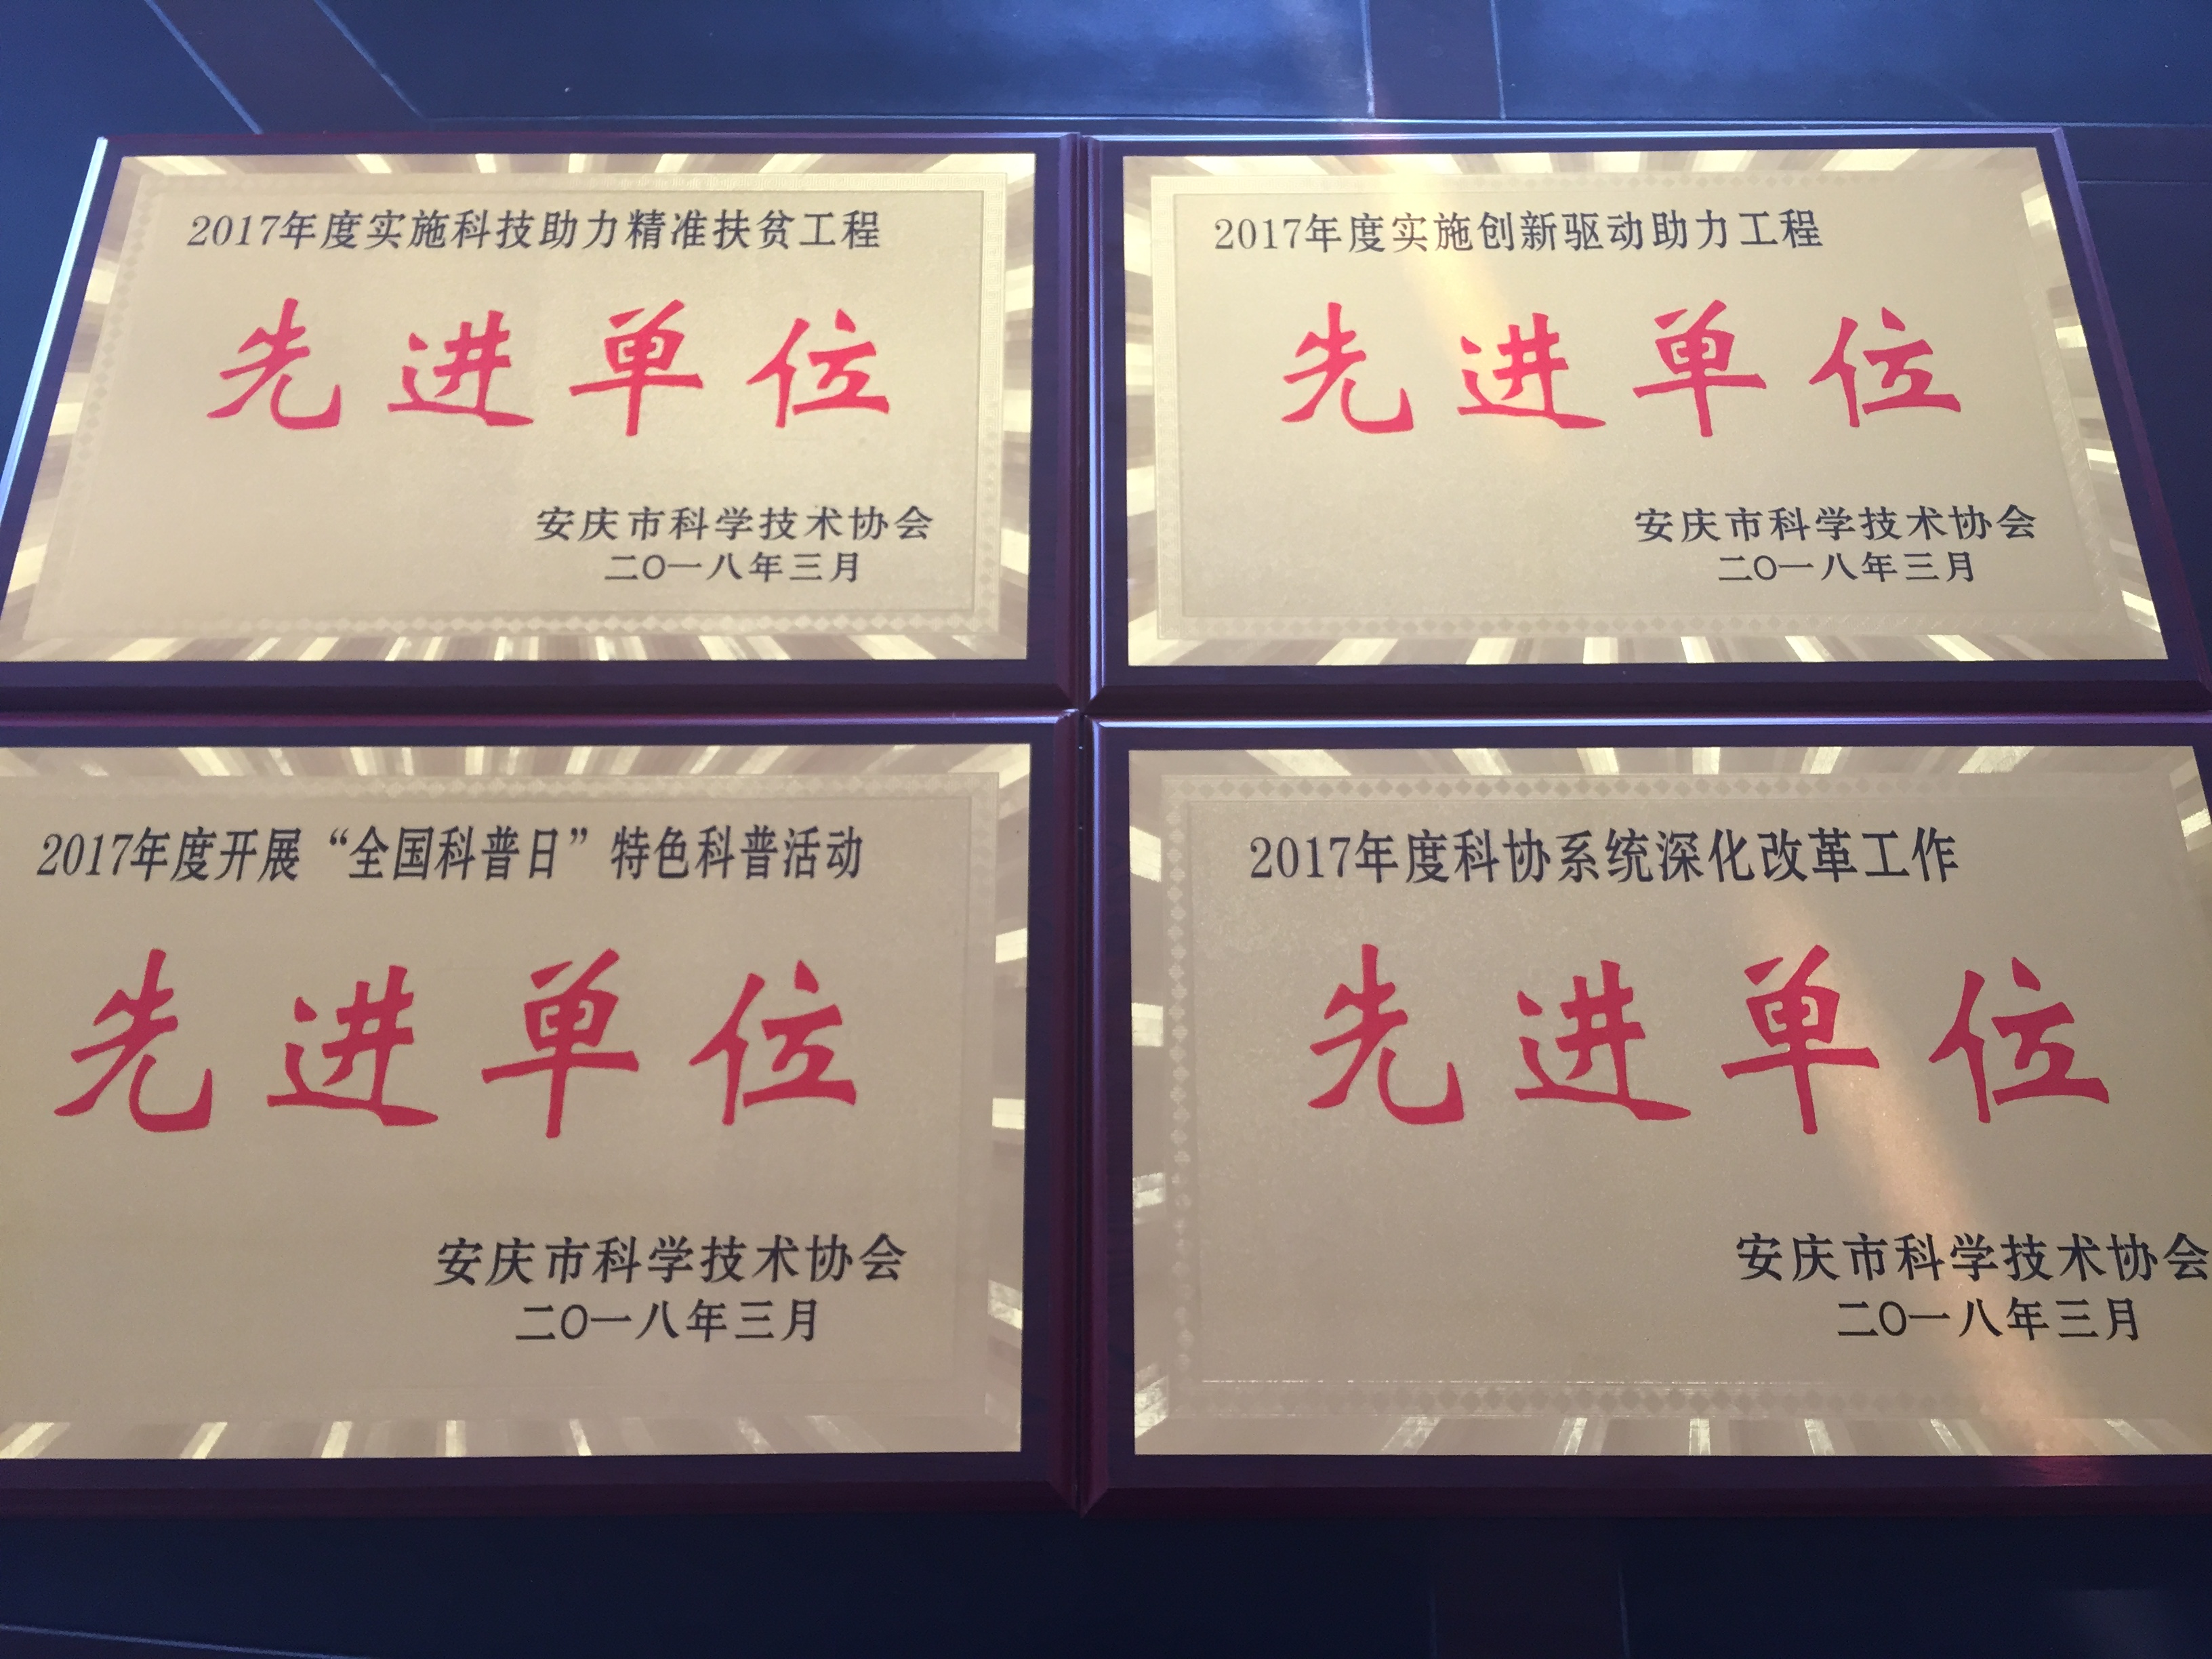 2017年度实施科技助力精准扶贫工程
先进单位
安庆市科学技术协会
二〇一八年三月
2017年度实施创新驱动助力工程
先进单位
安庆市科学技术协会
二〇一八年三月
2017年度开展“全国科普日”特色科普活动
先进单位
安庆市科学技术协会
二〇一八年三月
2017年度科协系统深化改革工作
先进单位
安庆市科学技术协会
二〇一八年三月